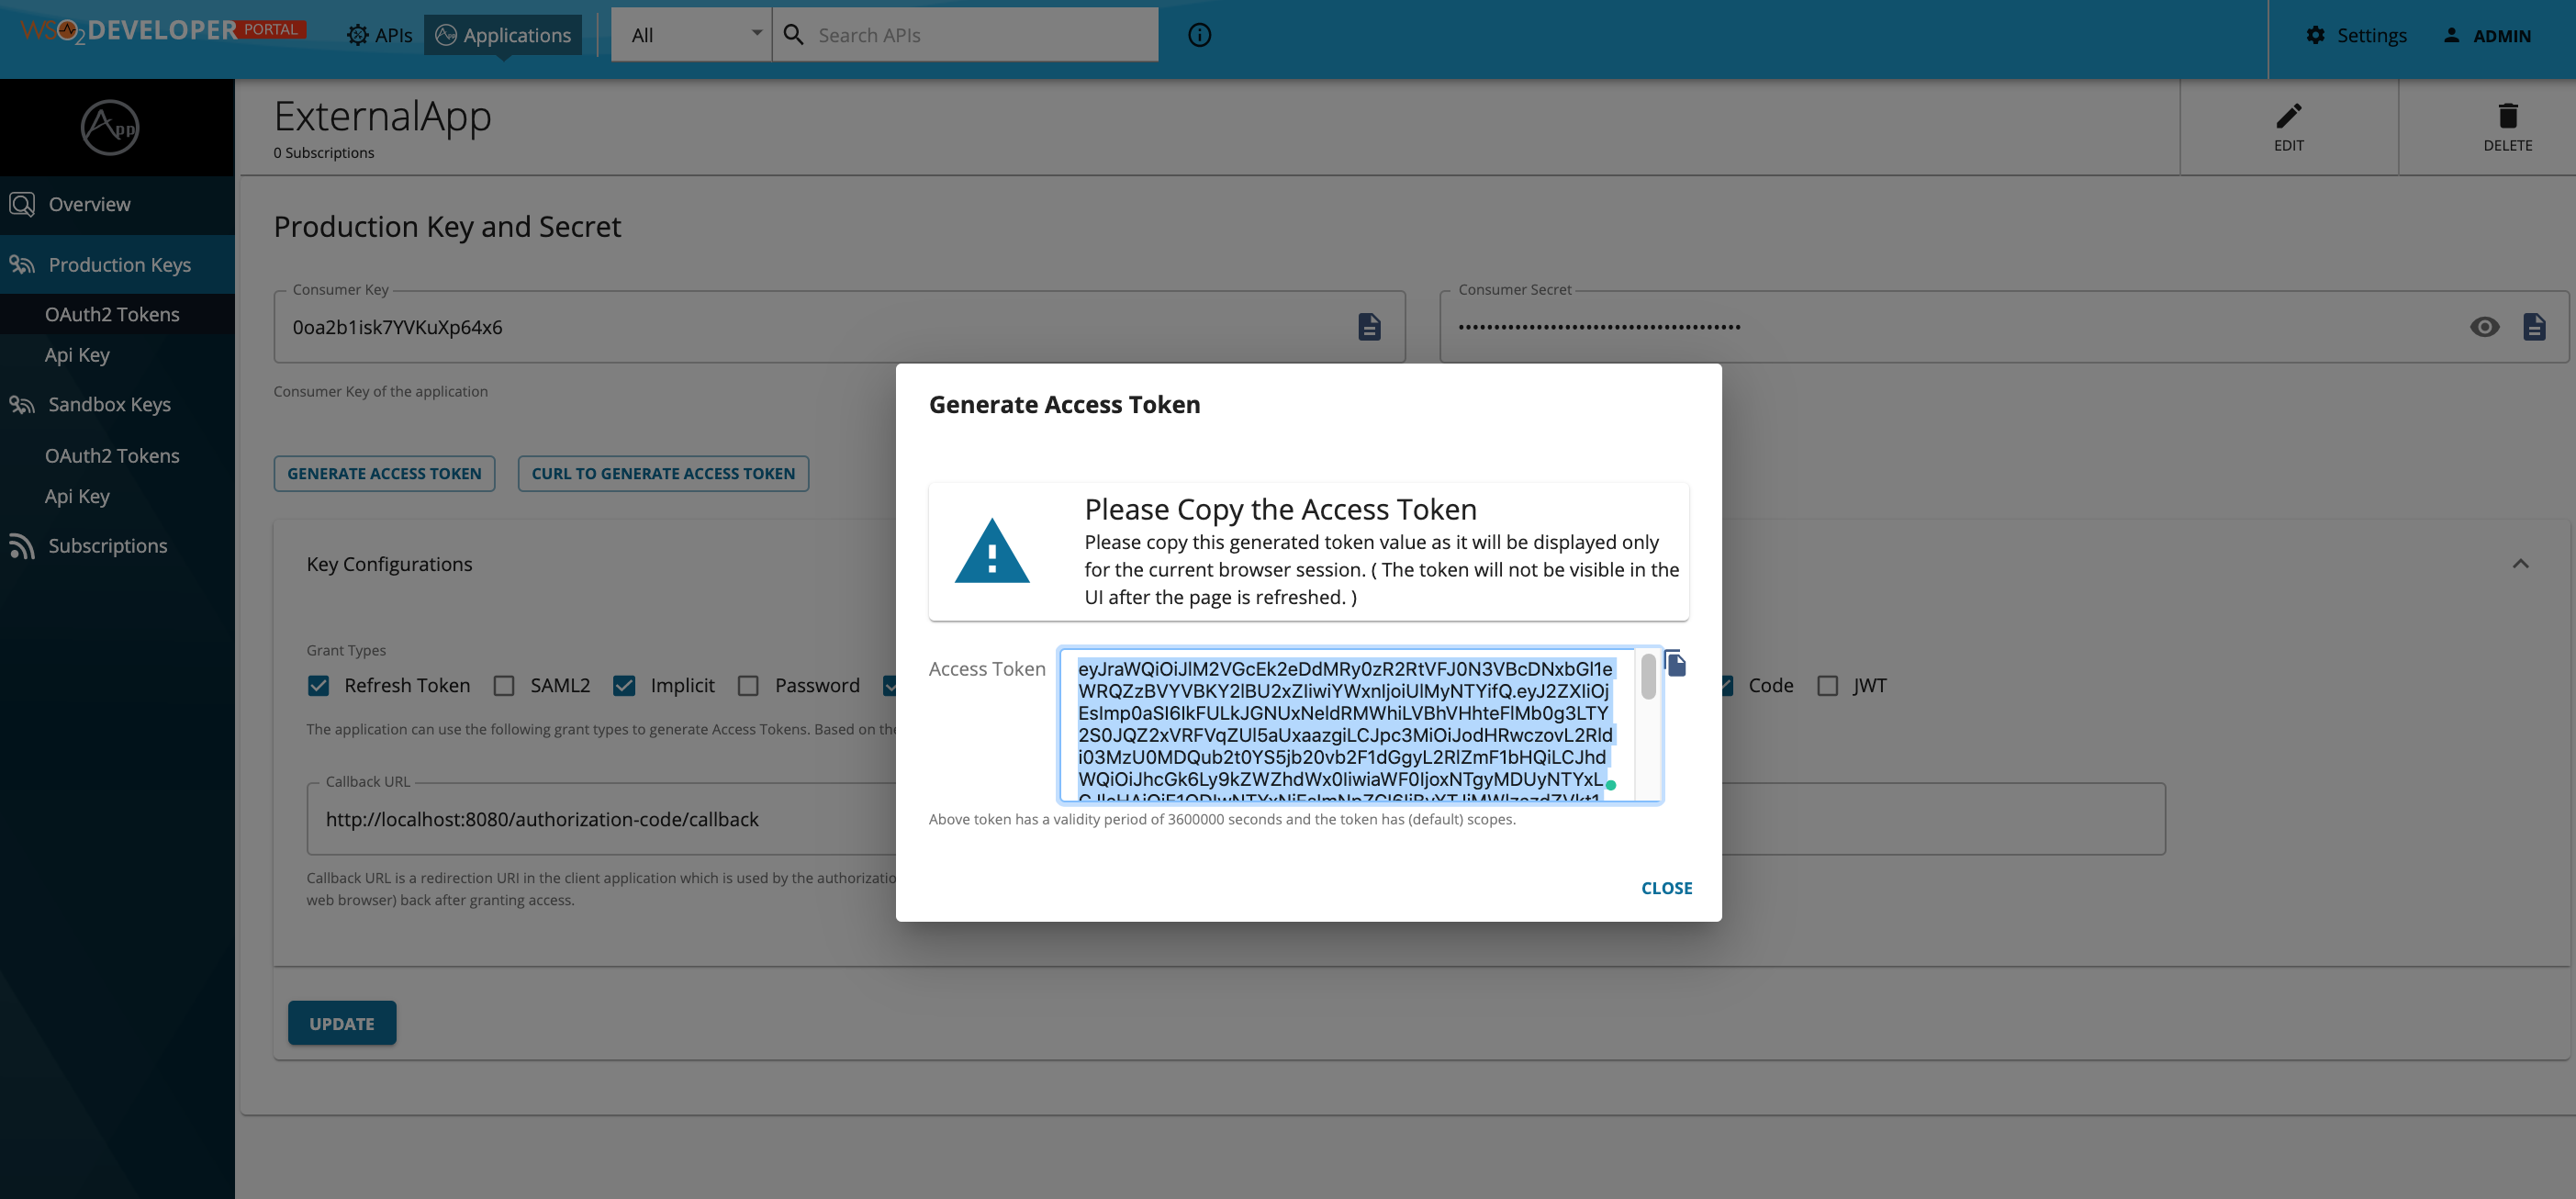 WSO2 DEVELOPER PORTAL
APIs
Applications
All
Search APIs
Settings
ADMIN
App
ExternalApp
0 Subscriptions
EDIT
DELETE
Overview
Production Keys
OAuth2 Tokens
Api Key
Sandbox Keys
OAuth2 Tokens
Api Key
Subscriptions
Production Key and Secret
Consumer Key
0oa2b1isk7YVKuXp64x6
Consumer Secret
Consumer Key of the application
GENERATE ACCESS TOKEN
CURL TO GENERATE ACCESS TOKEN
Key Configurations
Grant Types
Refresh Token
SAML2
Implicit
Password
Code
JWT
The application can use the following grant types to generate Access Tokens. Based on the
Callback URL
http://localhost:8080/authorization-code/callback
Callback URL is a redirection URI in the client application which is used by the authorizatio
web browser) back after granting access.
UPDATE
Generate Access Token
Please Copy the Access Token
Please copy this generated token value as it will be displayed only
for the current browser session. ( The token will not be visible in the
UI after the page is refreshed. )
Access Token
Above token has a validity period of 3600000 seconds and the token has (default) scopes.
CLOSE